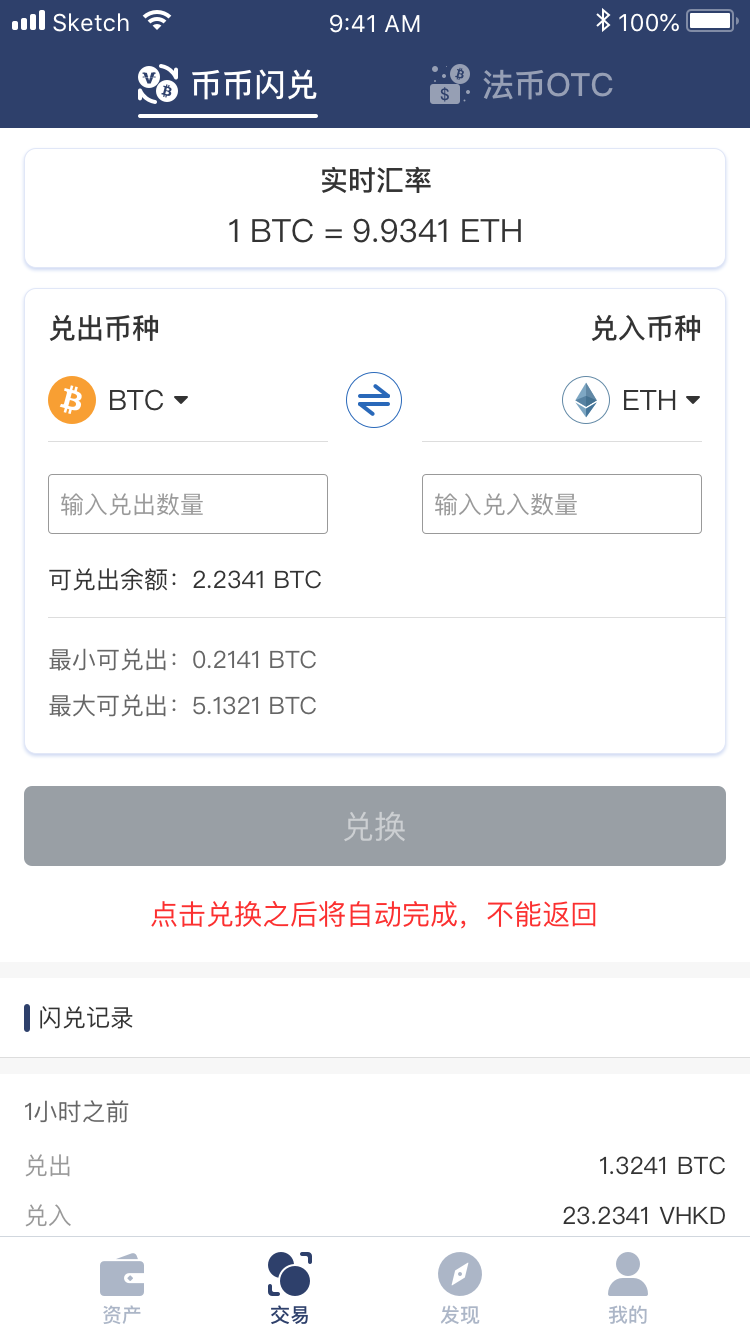 Sketch 9:41 AM 100%
币币闪兑 法币OTC
实时汇率
1 BTC = 9.9341 ETH
兑出币种 兑入币种
BTC ETH
输入兑出数量 输入兑入数量
可兑出余额：2.2341 BTC
最小可兑出：0.2141 BTC
最大可兑出：5.1321 BTC
兑换
点击兑换之后将自动完成，不能返回
闪兑记录
1小时之前
兑出 1.3241 BTC
兑入 23.2341 VHKD
资产 交易 发现 我的